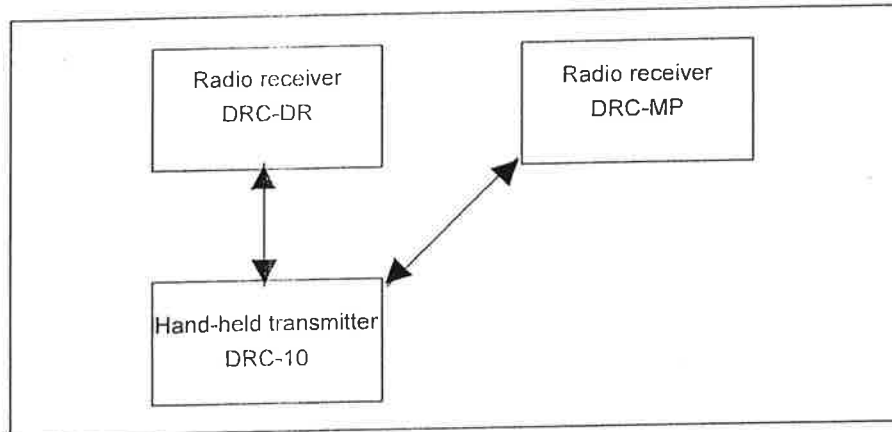 Radio receiver
DRC-DR
Radio receiver
DRC-MP
Hand-held transmitter
DRC-10